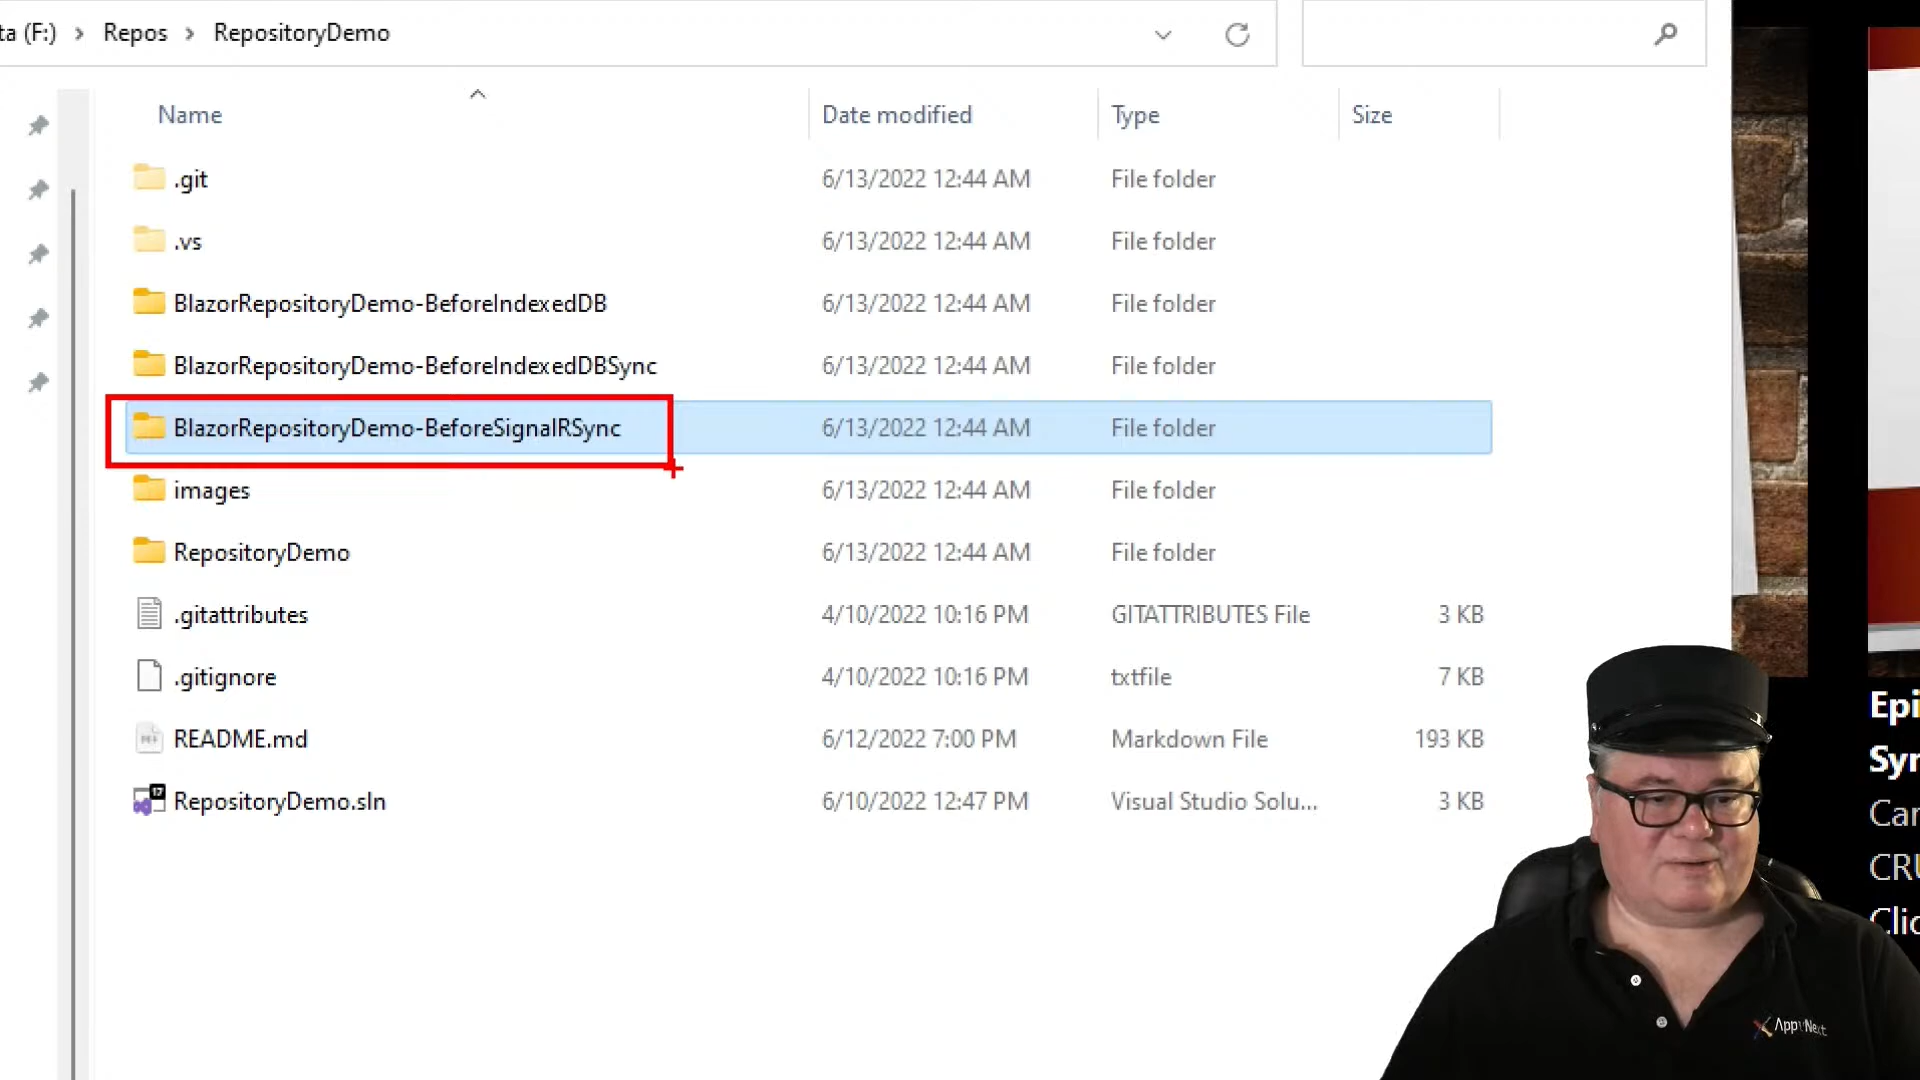 ta (F:) > Repos > RepositoryDemo
Name Date modified Type Size
.git 6/13/2022 12:44 AM File folder
.vs 6/13/2022 12:44 AM File folder
BlazorRepositoryDemo-BeforeIndexedDB 6/13/2022 12:44 AM File folder
BlazorRepositoryDemo-BeforeIndexedDBSync 6/13/2022 12:44 AM File folder
BlazorRepositoryDemo-BeforeSignalRSync 6/13/2022 12:44 AM File folder
images 6/13/2022 12:44 AM File folder
RepositoryDemo 6/13/2022 12:44 AM File folder
.gitattributes 4/10/2022 10:16 PM GITATTRIBUTES File 3 KB
.gitignore 4/10/2022 10:16 PM txtfile 7 KB
README.md 6/12/2022 7:00 PM Markdown File 193 KB
17
RepositoryDemo.sln 6/10/2022 12:47 PM Visual Studio Solu... 3 KB
Epi
Syn
Car
CRU
Clic